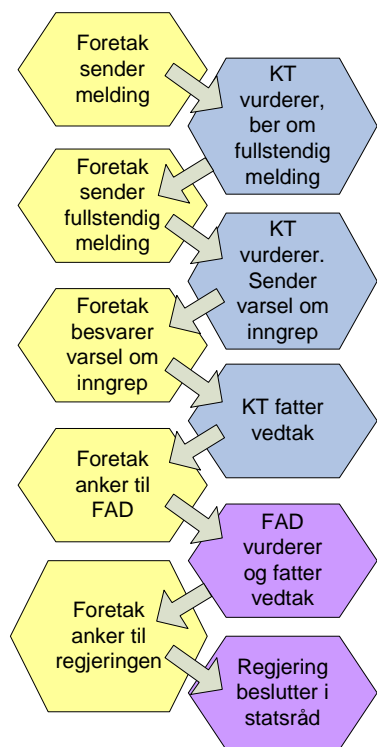 Foretak
sender
melding
KT
vurderer,
ber om
fullstendig
melding
Foretak
sender
fullstendig
melding
KT
vurderer.
Sender
varsel om
inngrep
Foretak
besvarer
varsel om
inngrep
KT fatter
vedtak
Foretak
anker til
FAD
FAD
vurderer
og fatter
vedtak
Foretak
anker til
regjeringen
Regjering
beslutter i
statsråd